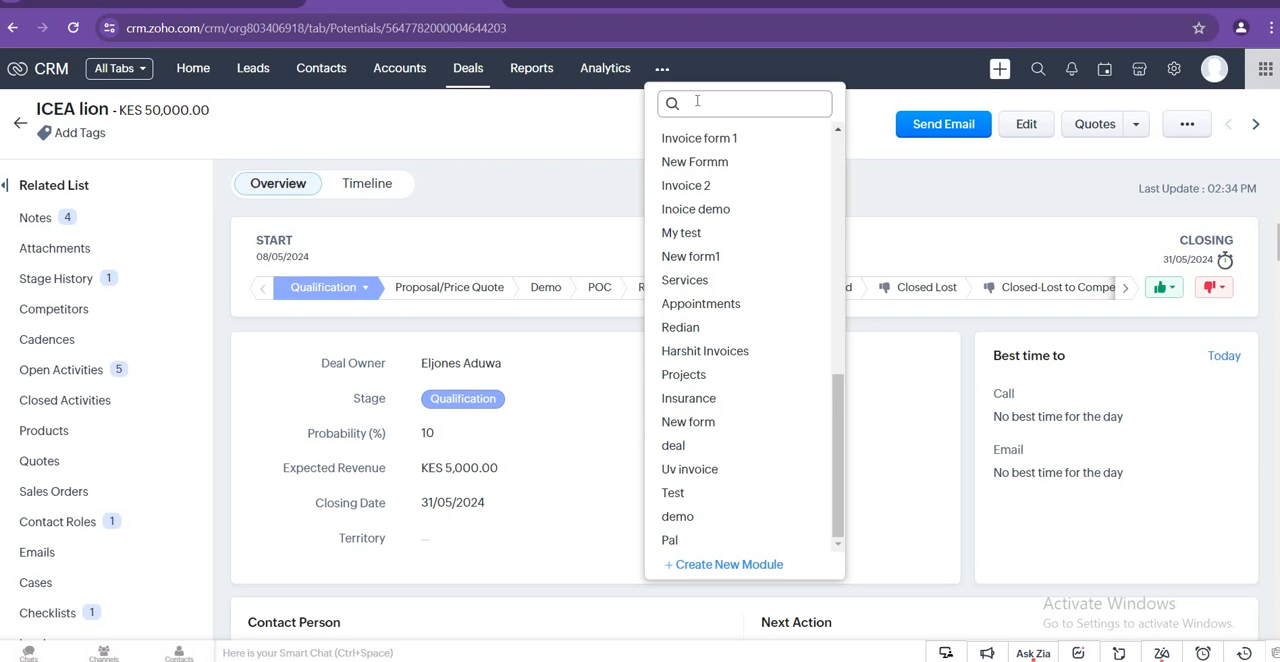 crm.zoho.com/crm/org803406918/tab/Potentials/5647782000004644203
CRM All Tabs Home Leads Contacts Accounts Deals Reports Analytics ...
ICEA lion - KES 50,000.00
Add Tags
Send Email Edit Quotes ...
Related List
Notes 4
Attachments
Stage History 1
Competitors
Cadences
Open Activities 5
Closed Activities
Products
Quotes
Sales Orders
Contact Roles 1
Emails
Cases
Checklists 1
Overview Timeline
Last Update : 02:34 PM
START
08/05/2024
CLOSING
31/05/2024
Qualification Proposal/Price Quote Demo POC
Closed Lost Closed-Lost to Compe
Deal Owner Eljones Aduwa
Stage Qualification
Probability (%) 10
Expected Revenue KES 5,000.00
Closing Date 31/05/2024
Territory —
Invoice form 1
New Formm
Invoice 2
Inoice demo
My test
New form1
Services
Appointments
Redian
Harshit Invoices
Projects
Insurance
New form
deal
Uv invoice
Test
demo
Pal
+ Create New Module
Best time to Today
Call
No best time for the day
Email
No best time for the day
Contact Person
Next Action
Activate Windows
Go to Settings to activate Windows.
Chats Channels Contacts
Here is your Smart Chat (Ctrl+Space)
Ask Zia